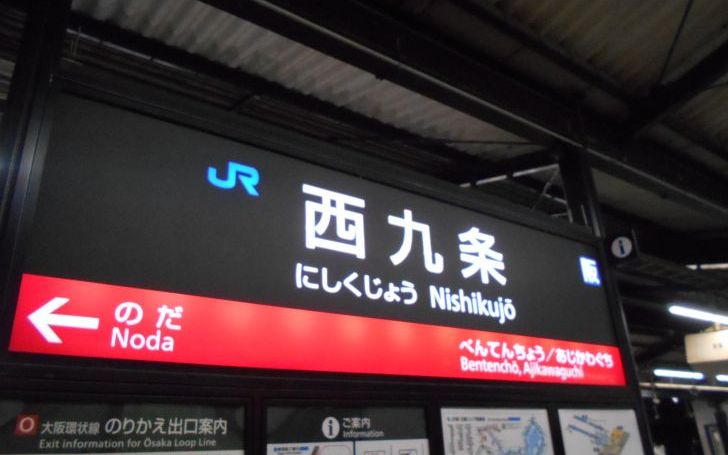 JR
西九条
にしくじょう Nishikujō
阪
← のだ
Noda
べんてんちょう/あじかわぐち
Bentenchō, Ajikawaguchi
O 大阪環状線 のりかえ出口案内
Exit information for Ōsaka Loop Line
i ご案内
Information